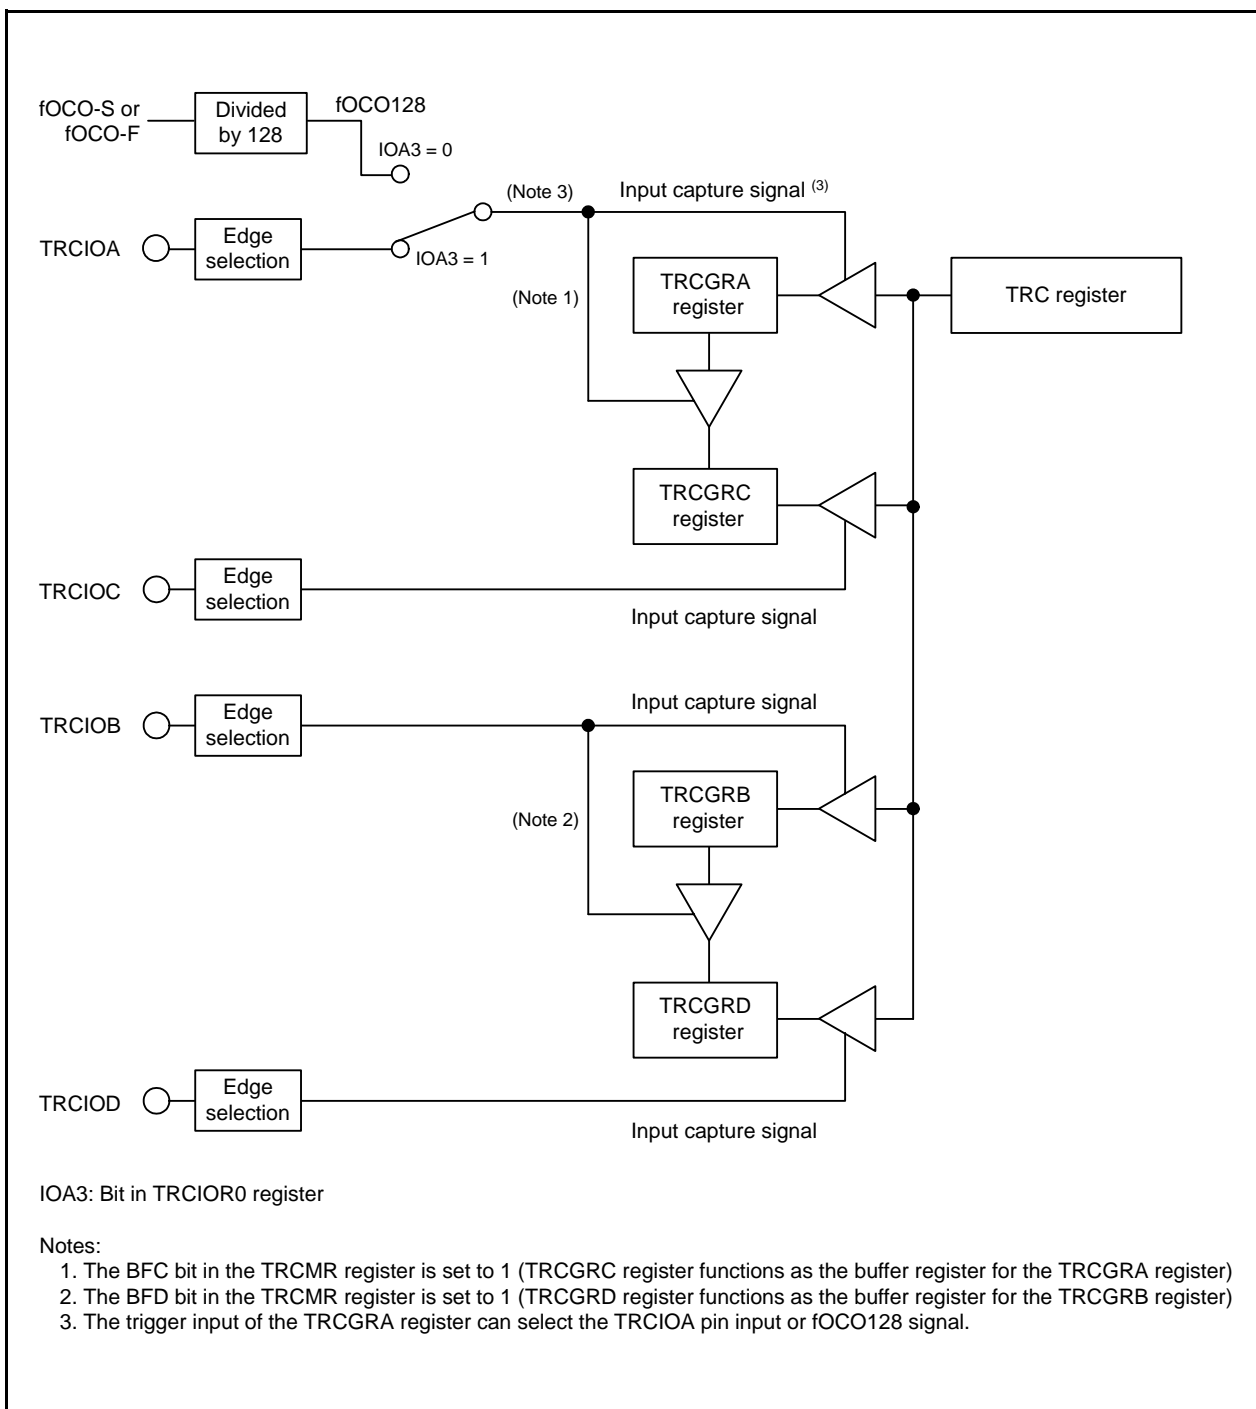 fOCO-S or
fOCO-F
Divided
by 128
fOCO128
IOA3 = 0
(Note 3)
Input capture signal (3)
TRCIOA
Edge
selection
IOA3 = 1
(Note 1)
TRCGRA
register
TRC register
TRCGRC
register
TRCIOC
Edge
selection
Input capture signal
TRCIOB
Edge
selection
Input capture signal
(Note 2)
TRCGRB
register
TRCGRD
register
TRCIOD
Edge
selection
Input capture signal
IOA3: Bit in TRCIOR0 register
Notes:
1. The BFC bit in the TRCMR register is set to 1 (TRCGRC register functions as the buffer register for the TRCGRA register)
2. The BFD bit in the TRCMR register is set to 1 (TRCGRD register functions as the buffer register for the TRCGRB register)
3. The trigger input of the TRCGRA register can select the TRCIOA pin input or fOCO128 signal.